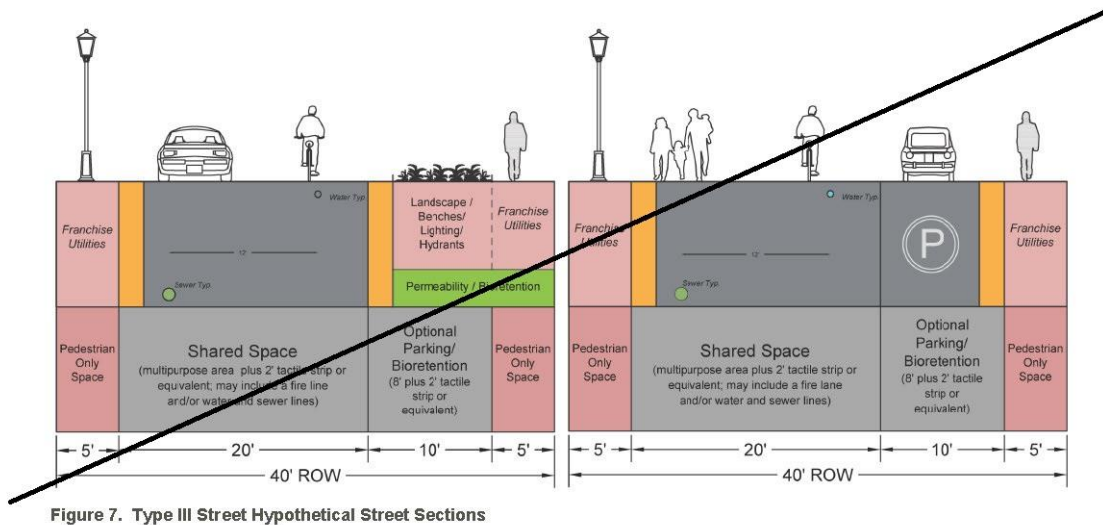 Franchise
Utilities
12'
Water Typ.
Sewer Typ.
Landscape /
Benches/
Lighting/
Hydrants
Franchise
Utilities
Permeability / Bioretention
Pedestrian
Only
Space
Shared Space
(multipurpose area plus 2' tactile strip or
equivalent; may include a fire line
and/or water and sewer lines)
Optional
Parking/
Bioretention
(8' plus 2' tactile
strip or
equivalent)
Pedestrian
Only
Space
5'
20'
10'
5'
40' ROW
Franchise
Utilities
12'
Water Typ.
Sewer Typ.
P
Franchise
Utilities
Pedestrian
Only
Space
Shared Space
(multipurpose area plus 2' tactile strip or
equivalent; may include a fire lane
and/or water and sewer lines)
Optional
Parking/
Bioretention
(8' plus 2' tactile
strip or
equivalent)
Pedestrian
Only
Space
5'
20'
10'
5'
40' ROW
Figure 7. Type III Street Hypothetical Street Sections